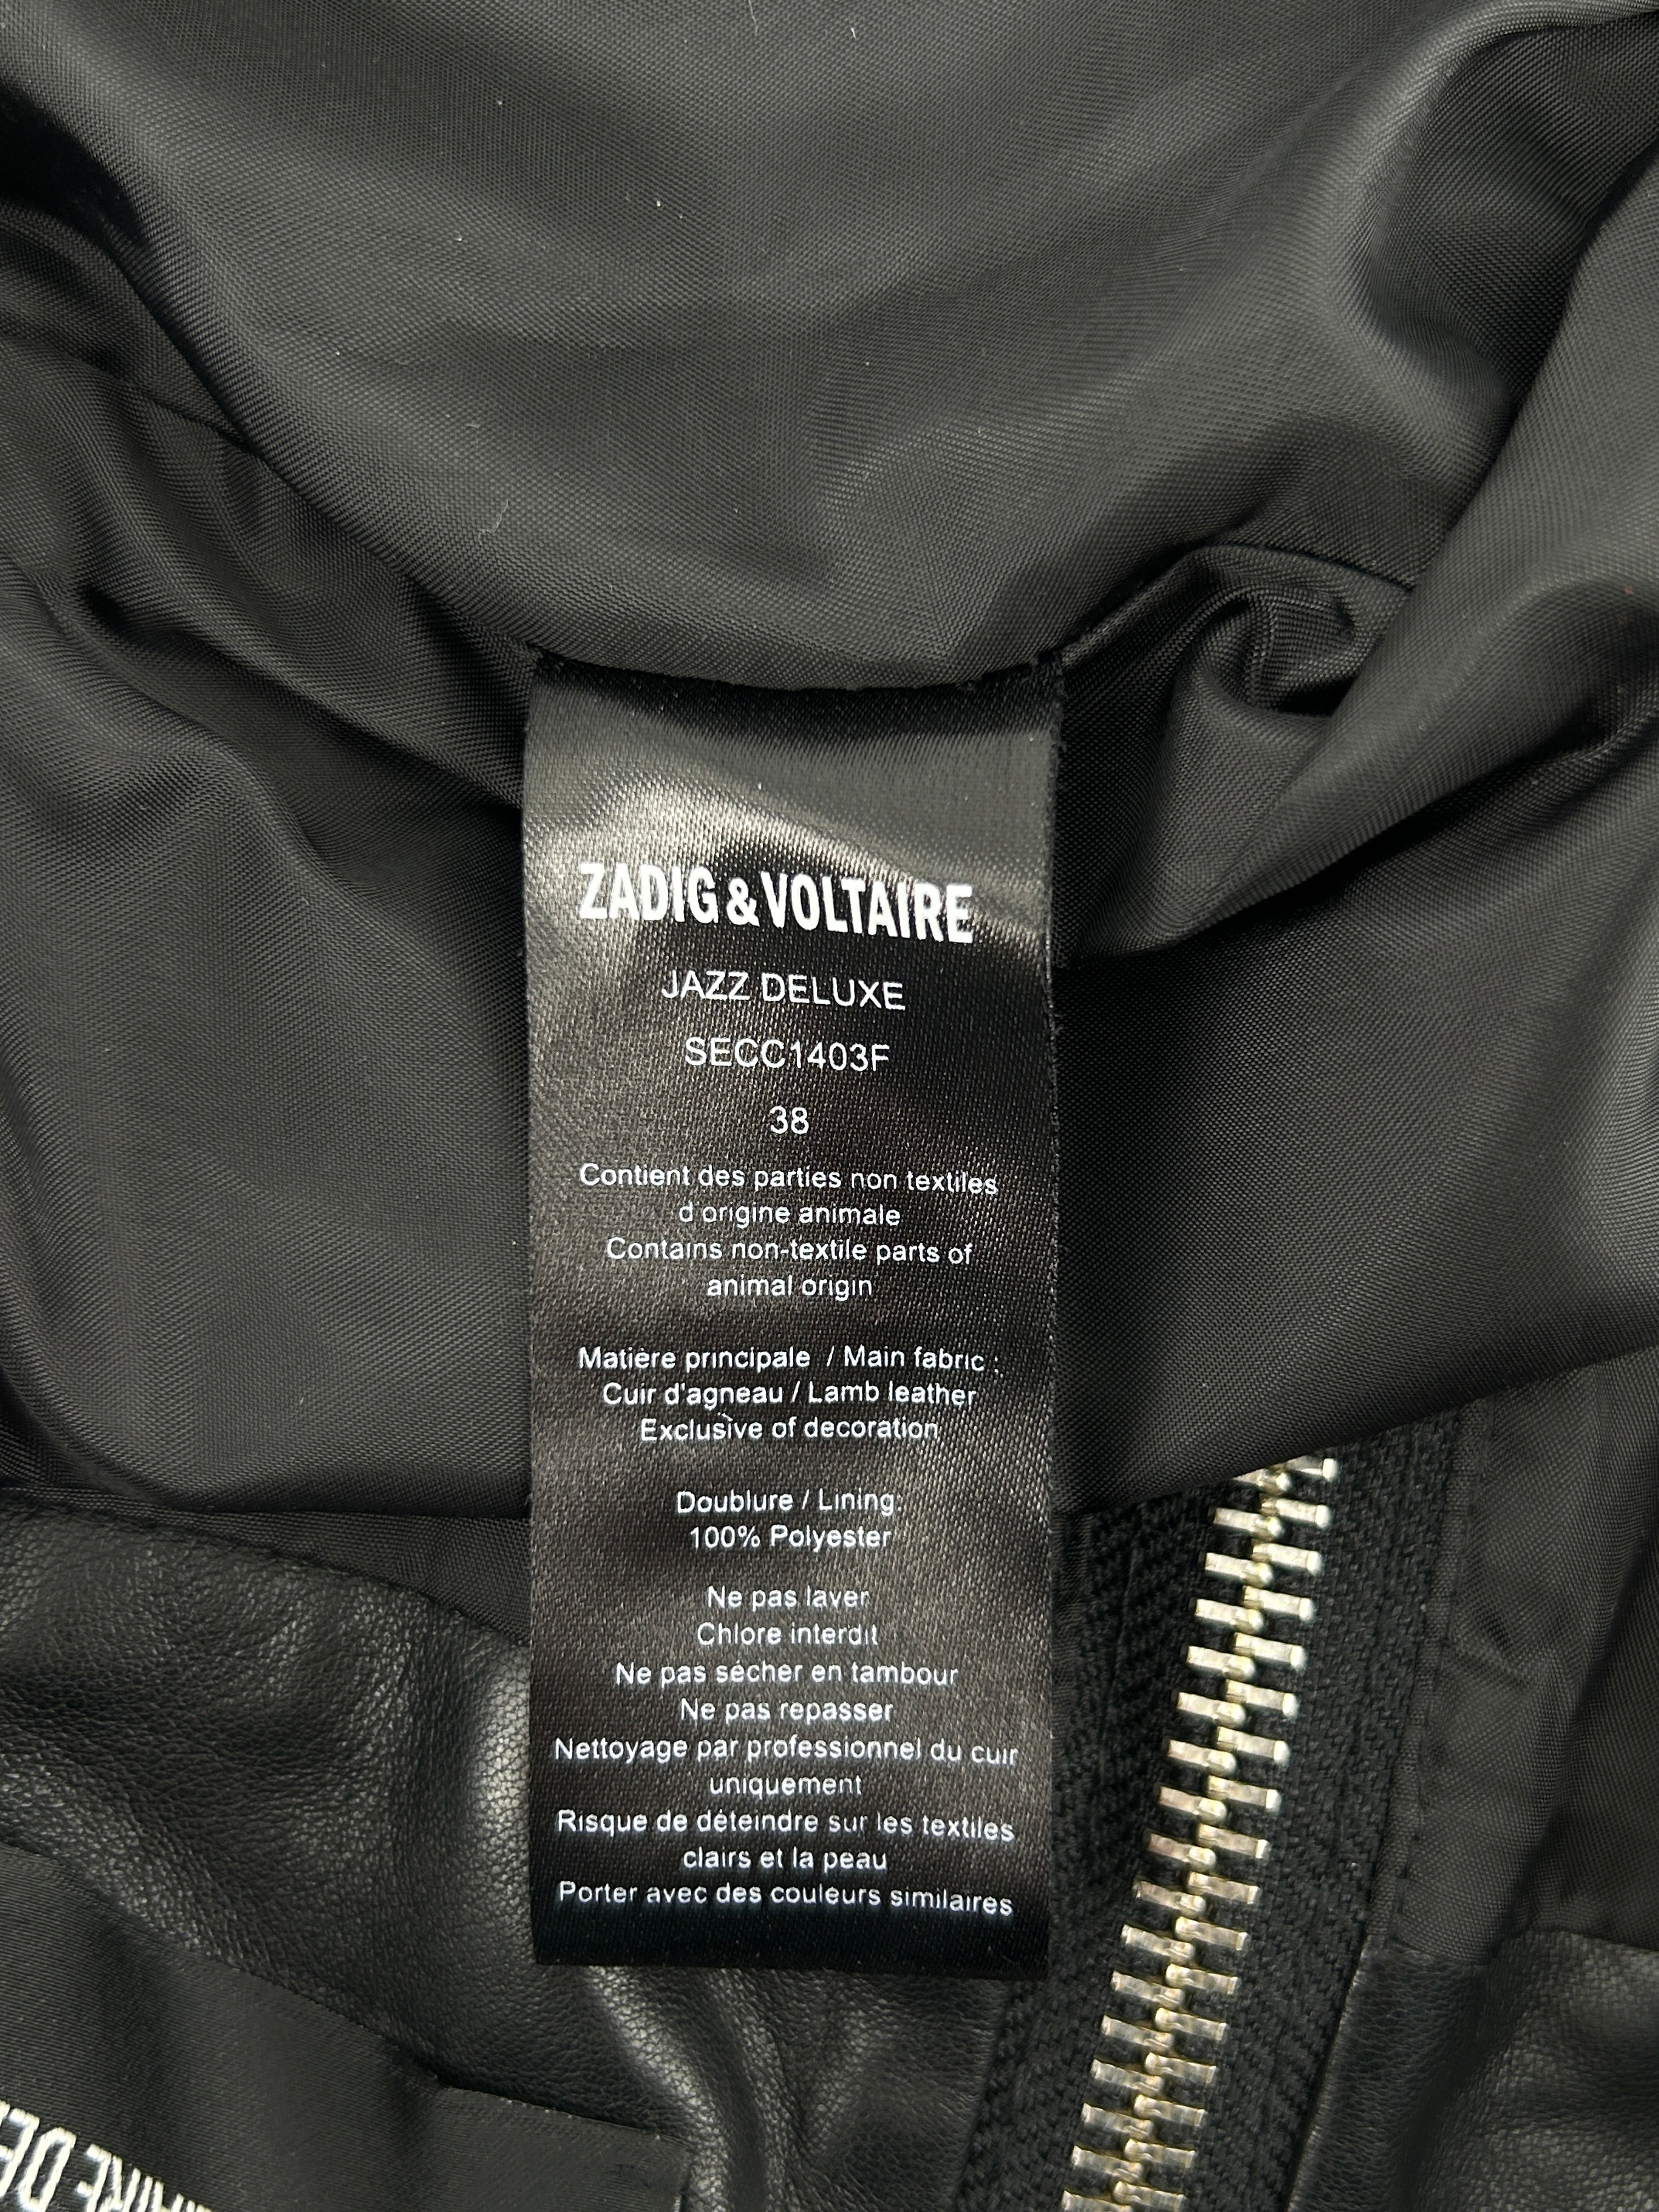 ZADIG & VOLTAIRE
JAZZ DELUXE
SECC1403F
38
Contient des parties non textiles
d origine animale
Contains non-textile parts of
animal origin
Matière principale / Main fabric :
Cuir d'agneau / Lamb leather
Exclusive of decoration
Doublure / Lining:
100% Polyester
Ne pas laver
Chlore interdit
Ne pas sécher en tambour
Ne pas repasser
Nettoyage par professionnel du cuir
uniquement
Risque de déteindre sur les textiles
clairs et la peau
Porter avec des couleurs similaires